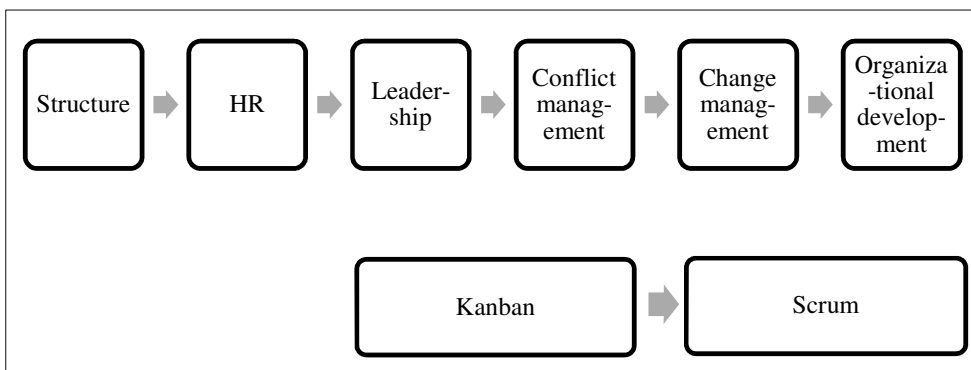 Structure
HR
Leader-
ship
Conflict
manag-
ement
Change
manag-
ement
Organiza
-tional
develop-
ment
Kanban
Scrum